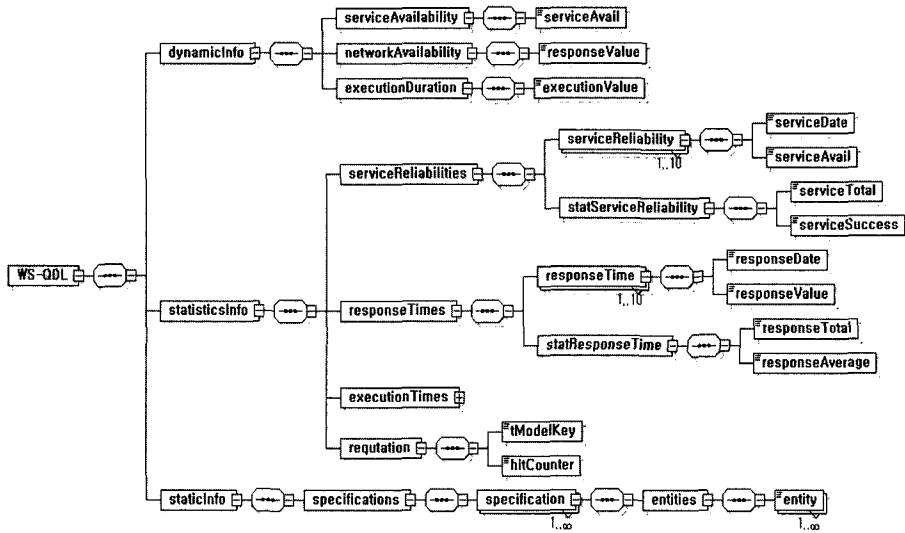 serviceAvailability
serviceAvail
dynamicInfo
networkAvailability
responseValue
executionDuration
executionValue
serviceReliability
1..10
serviceDate
serviceAvail
serviceReliabilities
statServiceReliability
serviceTotal
serviceSuccess
WS-QDL
responseTime
1..10
responseDate
responseValue
statisticsInfo
responseTimes
statResponseTime
responseTotal
responseAverage
executionTimes
requtation
tModelKey
hitCounter
staticInfo
specifications
specification
1..∞
entities
entity
1..∞